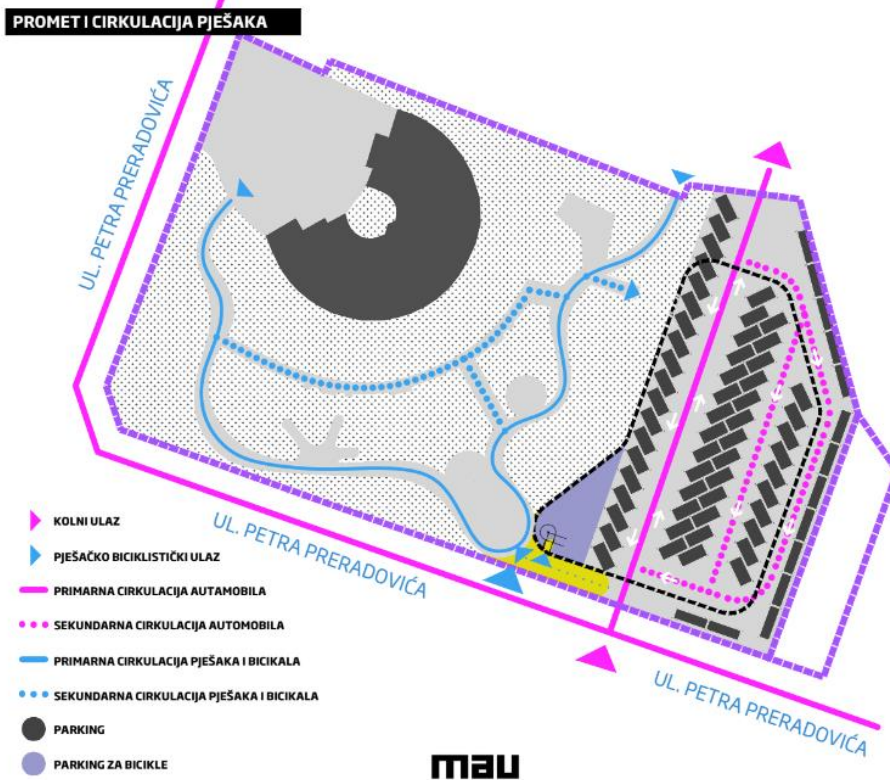 PROMET I CIRKULACIJA PJEŠAKA
UL. PETRA PRERADOVIĆA
UL. PETRA PRERADOVIĆA
UL. PETRA PRERADOVIĆA
KOLNI ULAZ
PJEŠAČKO BICIKLISTIČKI ULAZ
PRIMARNA CIRKULACIJA AUTAMOBILA
SEKUNDARNA CIRKULACIJA AUTOMOBILA
PRIMARNA CIRKULACIJA PJEŠAKA I BICIKALA
SEKUNDARNA CIRKULACIJA PJEŠAKA I BICIKALA
PARKING
PARKING ZA BICIKLE
mau